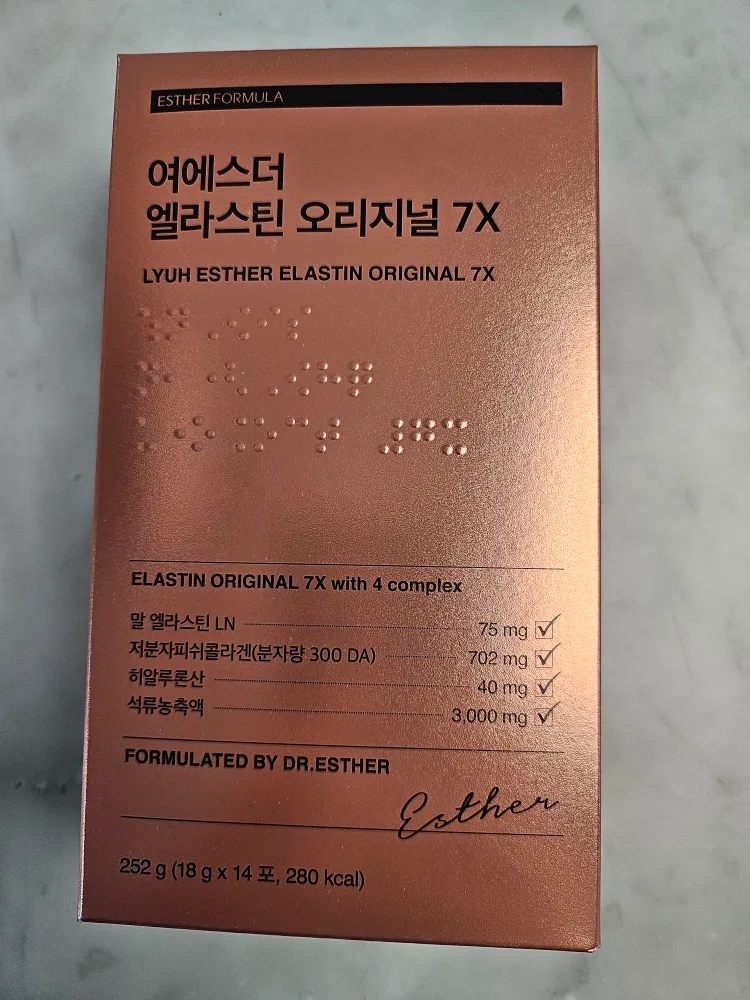 ESTHER FORMULA
여에스더
엘라스틴 오리지널 7X
LYUH ESTHER ELASTIN ORIGINAL 7X
ELASTIN ORIGINAL 7X with 4 complex
말 엘라스틴 LN 75 mg
저분자피쉬콜라겐(분자량 300 DA) 702 mg
히알루론산 40 mg
석류농축액 3,000 mg
FORMULATED BY DR.ESTHER
Esther
252 g (18 g x 14 포, 280 kcal)